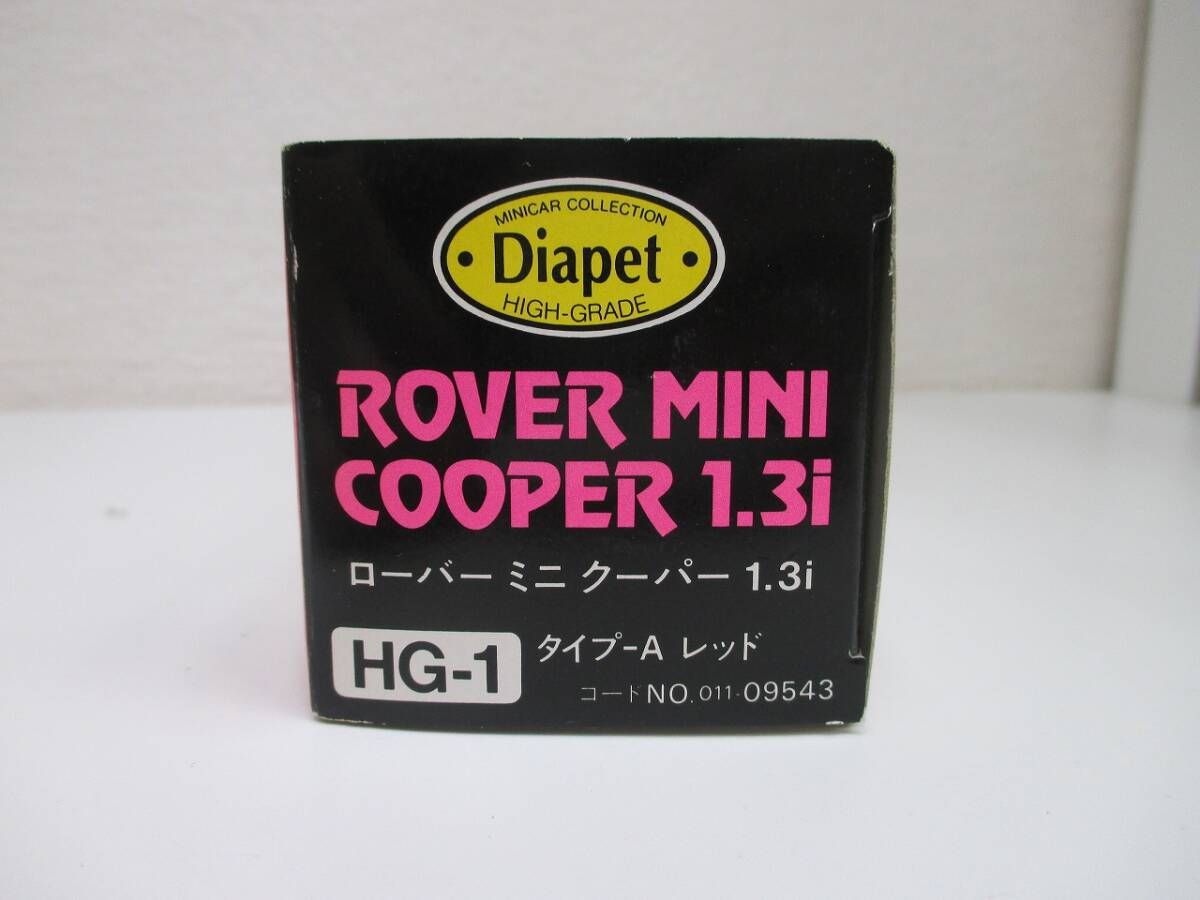 MINICAR COLLECTION
• Diapet •
HIGH-GRADE
ROVER MINI
COOPER 1.3i
ローバー ミニ クーパー 1.3i
HG-1
タイプ-A レッド
コードNO. 011-09543